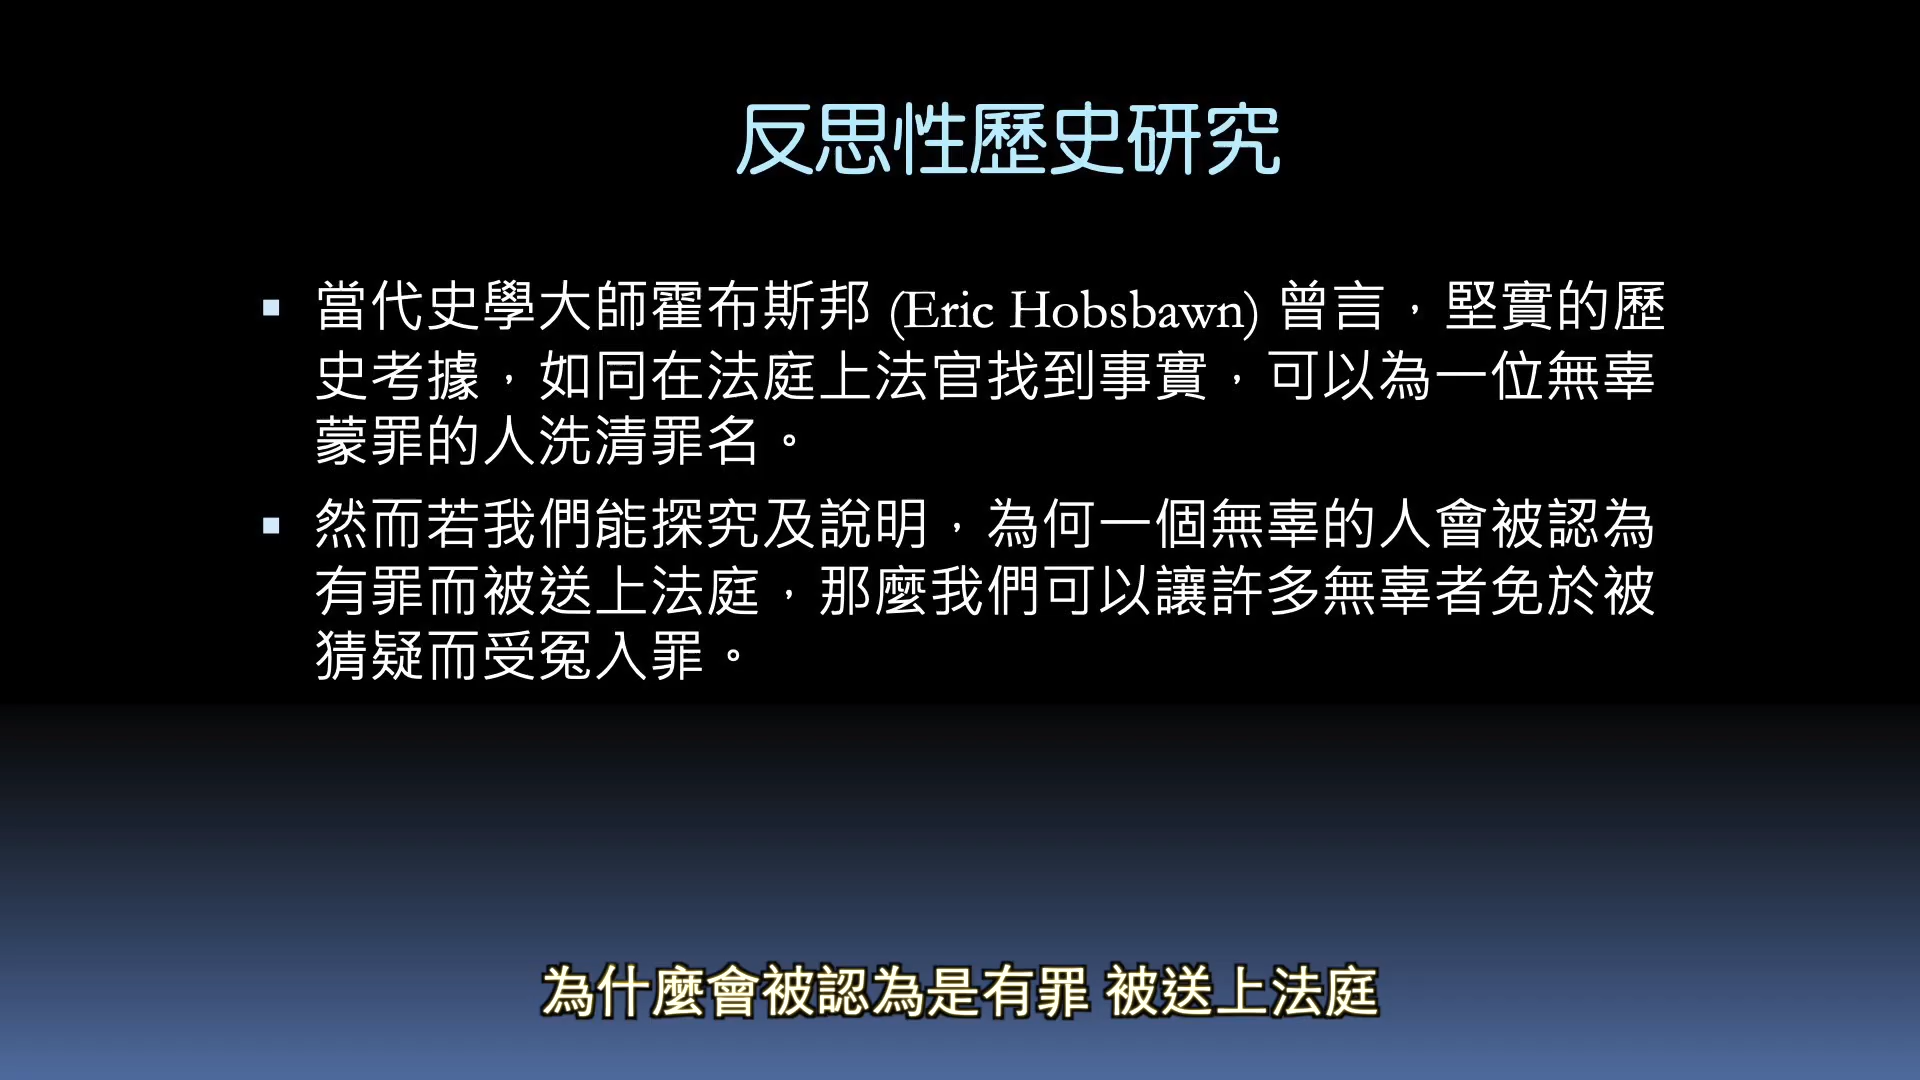 反思性歷史研究
當代史學大師霍布斯邦 (Eric Hobsbawn) 曾言，堅實的歷
史考據，如同在法庭上法官找到事實，可以為一位無辜
蒙罪的人洗清罪名。
然而若我們能探究及說明，為何一個無辜的人會被認為
有罪而被送上法庭，那麼我們可以讓許多無辜者免於被
猜疑而受冤入罪。
為什麼會被認為是有罪 被送上法庭